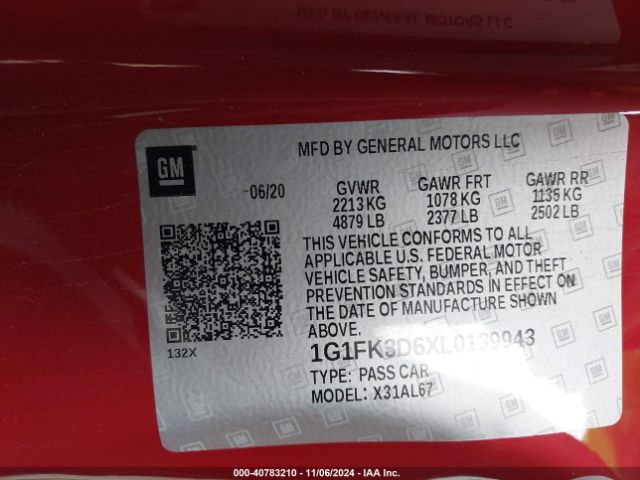 MFD BY GENERAL MOTORS LLC
GM
06/20
GVWR GAWR FRT GAWR RR
2213 KG 1078 KG 1135 KG
4879 LB 2377 LB 2502 LB
THIS VEHICLE CONFORMS TO ALL
APPLICABLE U.S. FEDERAL MOTOR
VEHICLE SAFETY, BUMPER, AND THEFT
PREVENTION STANDARDS IN EFFECT ON
THE DATE OF MANUFACTURE SHOWN
ABOVE.
132X
1G1FK3D6XL0139943
TYPE: PASS CAR
MODEL: X31AL67
000-40783210 - 11/06/2024 - IAA Inc.